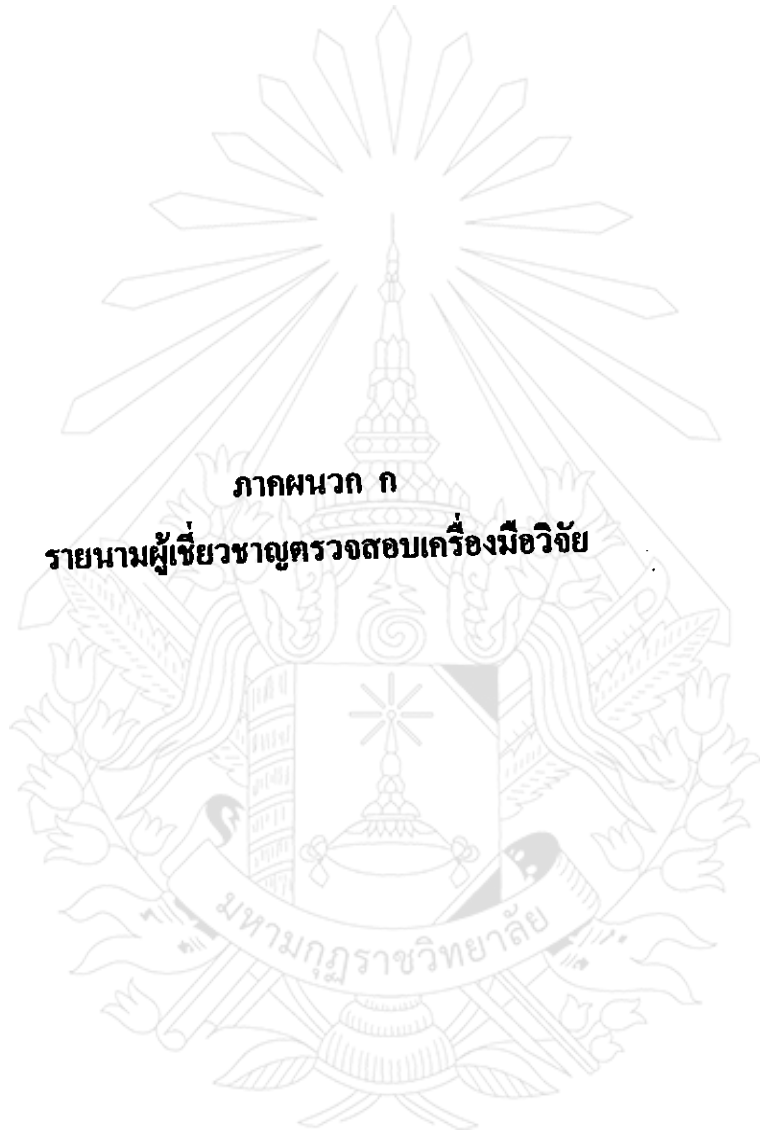 ภาคผนวก ก
รายนามผู้เชี่ยวชาญตรวจสอบเครื่องมือวิจัย
มหามกุฏราชวิทยาลัย